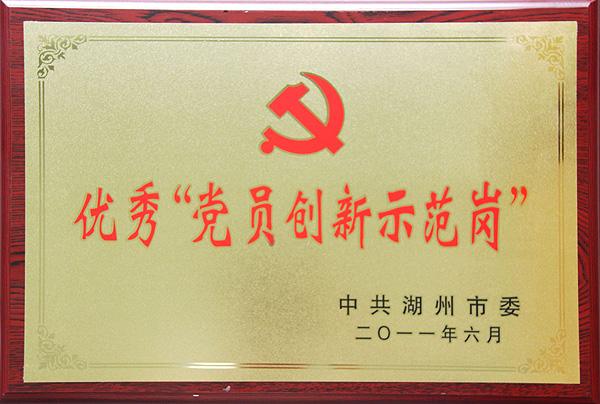 优秀“党员创新示范岗”
中共湖州市委
二〇一一年六月